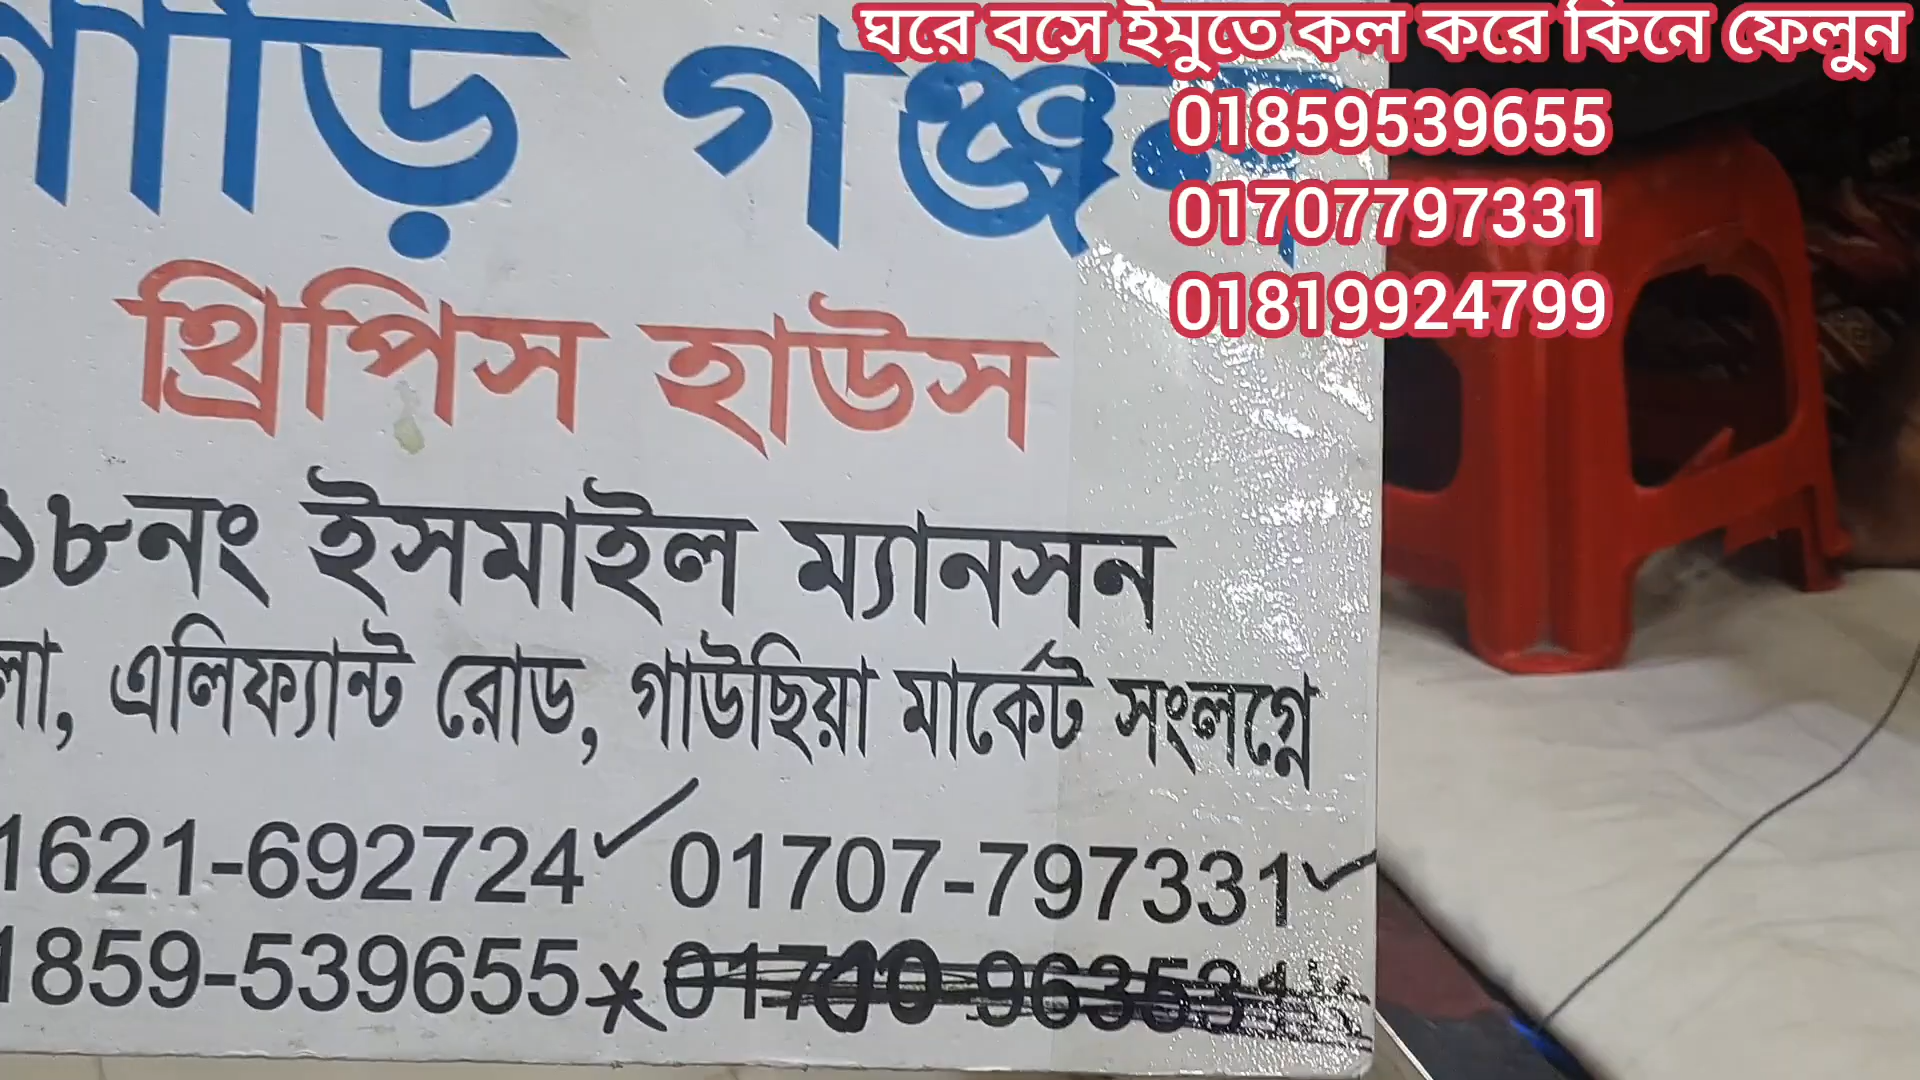 ঘরে বসে ইমুতে কল করে কিনে ফেলুন
01859539655
01707797331
01819924799
থ্রিপিস হাউস
১৮নং ইসমাইল ম্যানসন
এলিফ্যান্ট রোড, গাউছিয়া মার্কেট সংলগ্নে
1621-692724 01707-797331
1859-539655